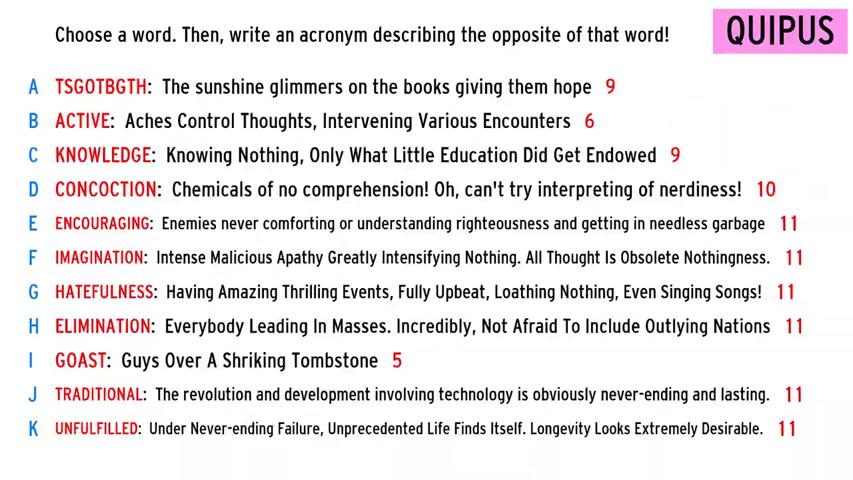 Choose a word. Then, write an acronym describing the opposite of that word!
QUIPUS
A TSGOTBGTH: The sunshine glimmers on the books giving them hope 9
B ACTIVE: Aches Control Thoughts, Intervening Various Encounters 6
C KNOWLEDGE: Knowing Nothing, Only What Little Education Did Get Endowed 9
D CONCOCTION: Chemicals of no comprehension! Oh, can't try interpreting of nerdiness! 10
E ENCOURAGING: Enemies never comforting or understanding righteousness and getting in needless garbage 11
F IMAGINATION: Intense Malicious Apathy Greatly Intensifying Nothing. All Thought Is Obsolete Nothingness. 11
G HATEFULNESS: Having Amazing Thrilling Events, Fully Upbeat, Loathing Nothing, Even Singing Songs! 11
H ELIMINATION: Everybody Leading In Masses. Incredibly, Not Afraid To Include Outlying Nations 11
I GOAST: Guys Over A Shriking Tombstone 5
J TRADITIONAL: The revolution and development involving technology is obviously never-ending and lasting. 11
K UNFULFILLED: Under Never-ending Failure, Unprecedented Life Finds Itself. Longevity Looks Extremely Desirable. 11